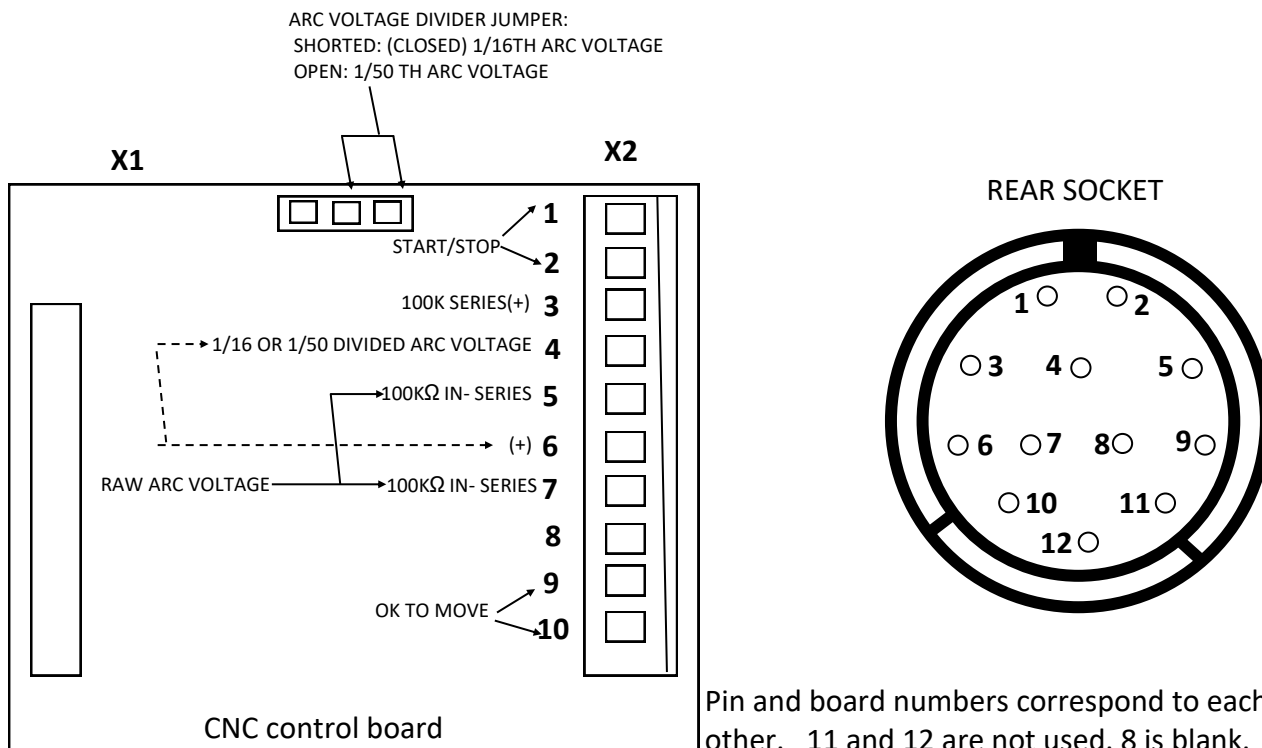 ARC VOLTAGE DIVIDER JUMPER:
SHORTED: (CLOSED) 1/16TH ARC VOLTAGE
OPEN: 1/50 TH ARC VOLTAGE
X1
X2
1
START/STOP
2
100K SERIES(+) 3
1/16 OR 1/50 DIVIDED ARC VOLTAGE 4
100KΩ IN- SERIES 5
(+) 6
RAW ARC VOLTAGE
100KΩ IN- SERIES 7
8
9
OK TO MOVE
10
CNC control board
REAR SOCKET
1 2
3 4 5
6 7 8 9
10 11
12
Pin and board numbers correspond to each
other. 11 and 12 are not used. 8 is blank.